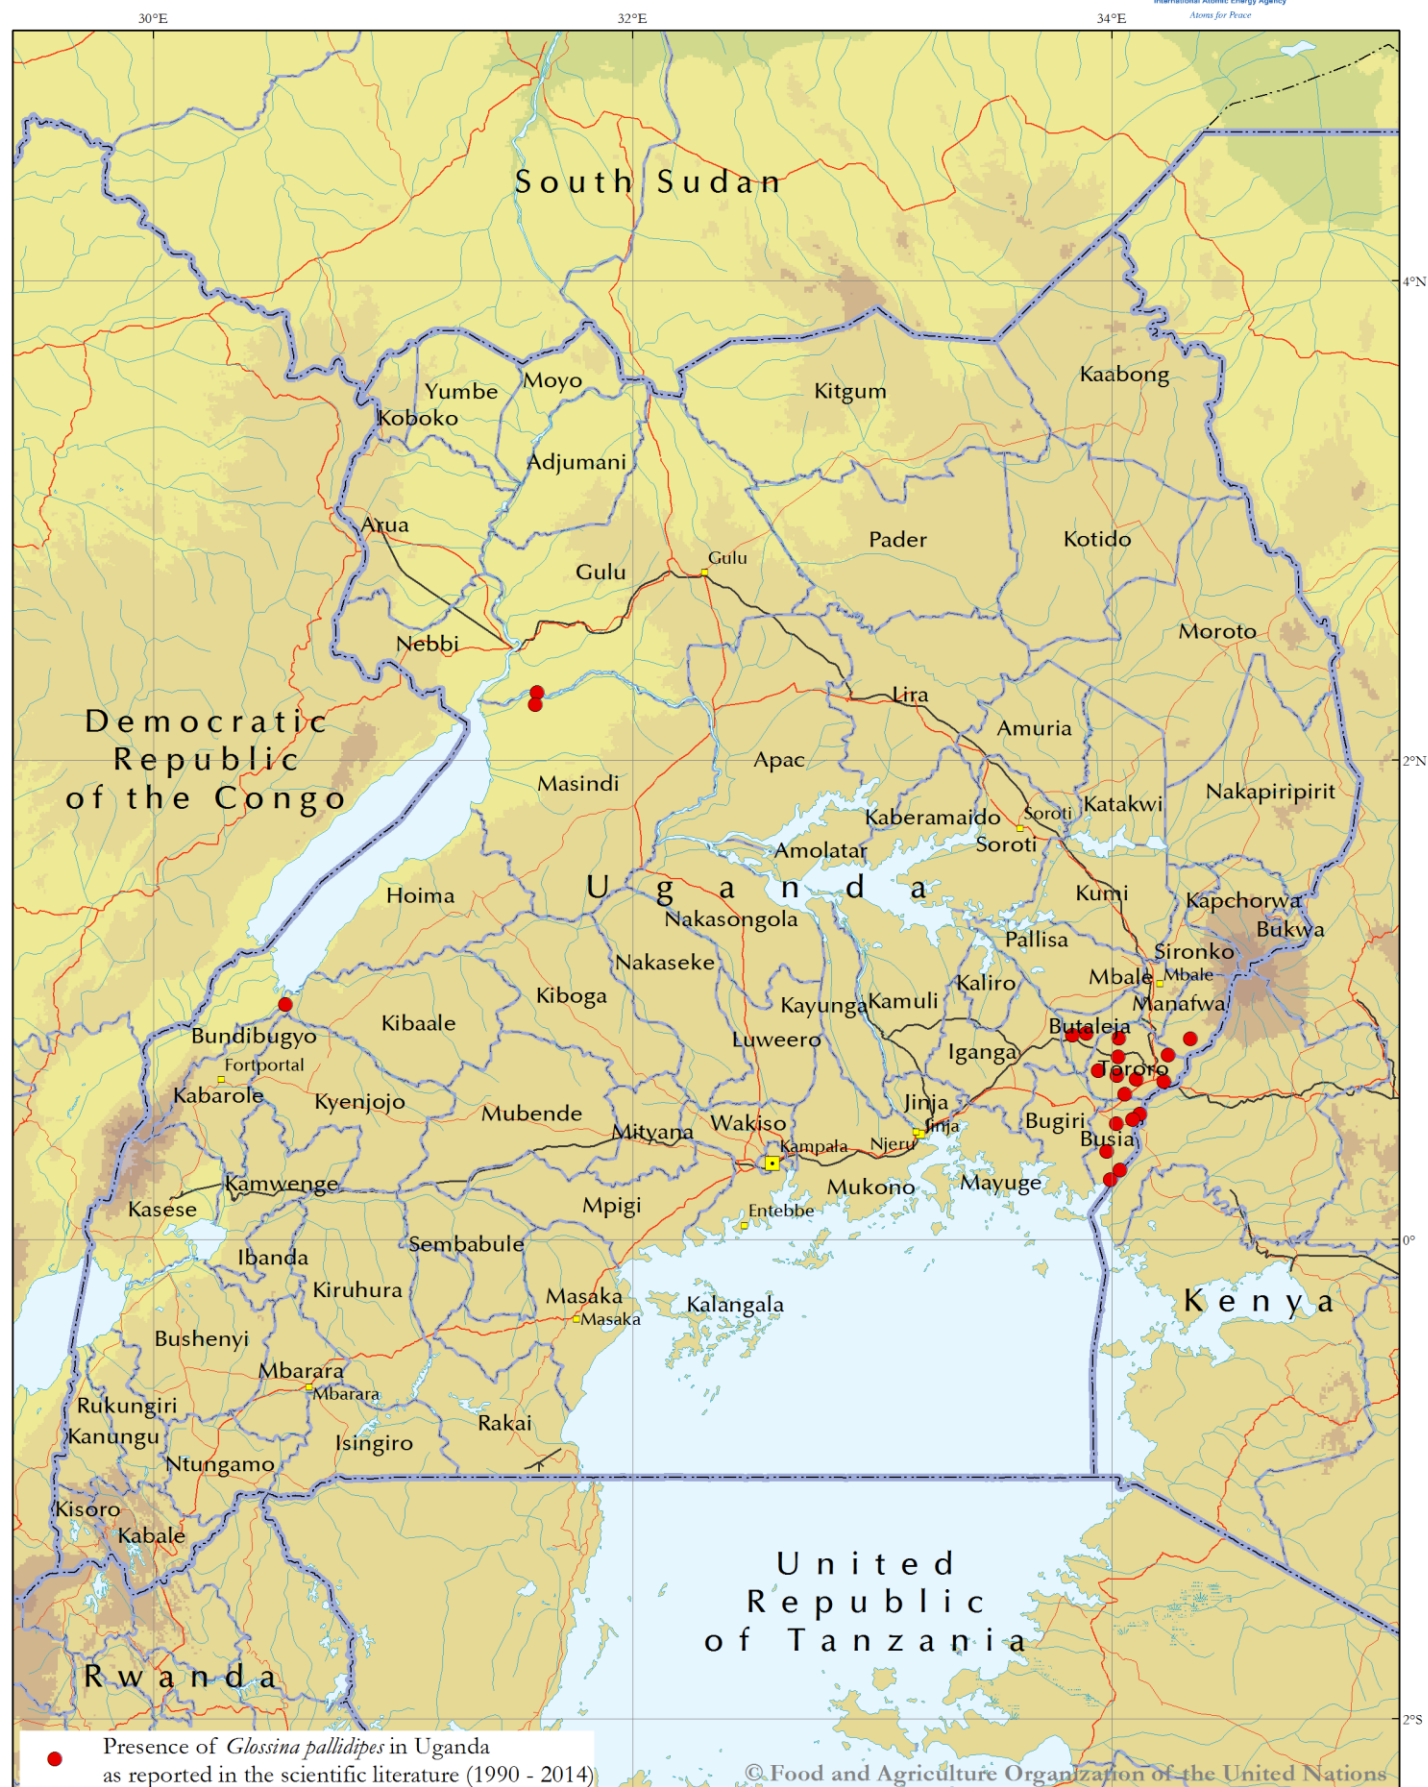 International Atomic Energy Agency
Atoms for Peace
30°E
32°E
34°E
South Sudan
4°N
Kaabong
Moyo
Yumbe
Kitgum
Koboko
Adjumani
Arua
Pader
Kotido
Gulu
Gulu
Moroto
Nebbi
Lira
Democratic
Republic
of the Congo
Amuria
Apac
2°N
Masindi
Nakapiripirit
Katakwi
Kaberamaido
Soroti
Soroti
Amolatar
Uganda
Hoima
Kumi
Kapchorwa
Nakasongola
Bukwa
Pallisa
Sironko
Nakaseke
Mbale
Mbale
Kaliro
Kiboga
Kayunga
Kamuli
Manafwa
Kibaale
Butaleja
Bundibugyo
Luweero
Iganga
Fortportal
Tororo
Kabarole
Kyenjojo
Jinja
Mubende
Wakiso
Bugiri
Jinja
Mityana
Njeru
Busia
Kampala
Kamwenge
Mukono
Mayuge
Kasese
Mpigi
Entebbe
Sembabule
0°
Ibanda
Kiruhura
Masaka
Kalangala
Kenya
Masaka
Bushenyi
Mbarara
Mbarara
Rukungiri
Rakai
Kanungu
Isingiro
Ntungamo
Kisoro
Kabale
United
Republic
of Tanzania
Rwanda
2°S
Presence of Glossina pallidipes in Uganda
as reported in the scientific literature (1990 - 2014)
© Food and Agriculture Organization of the United Nations